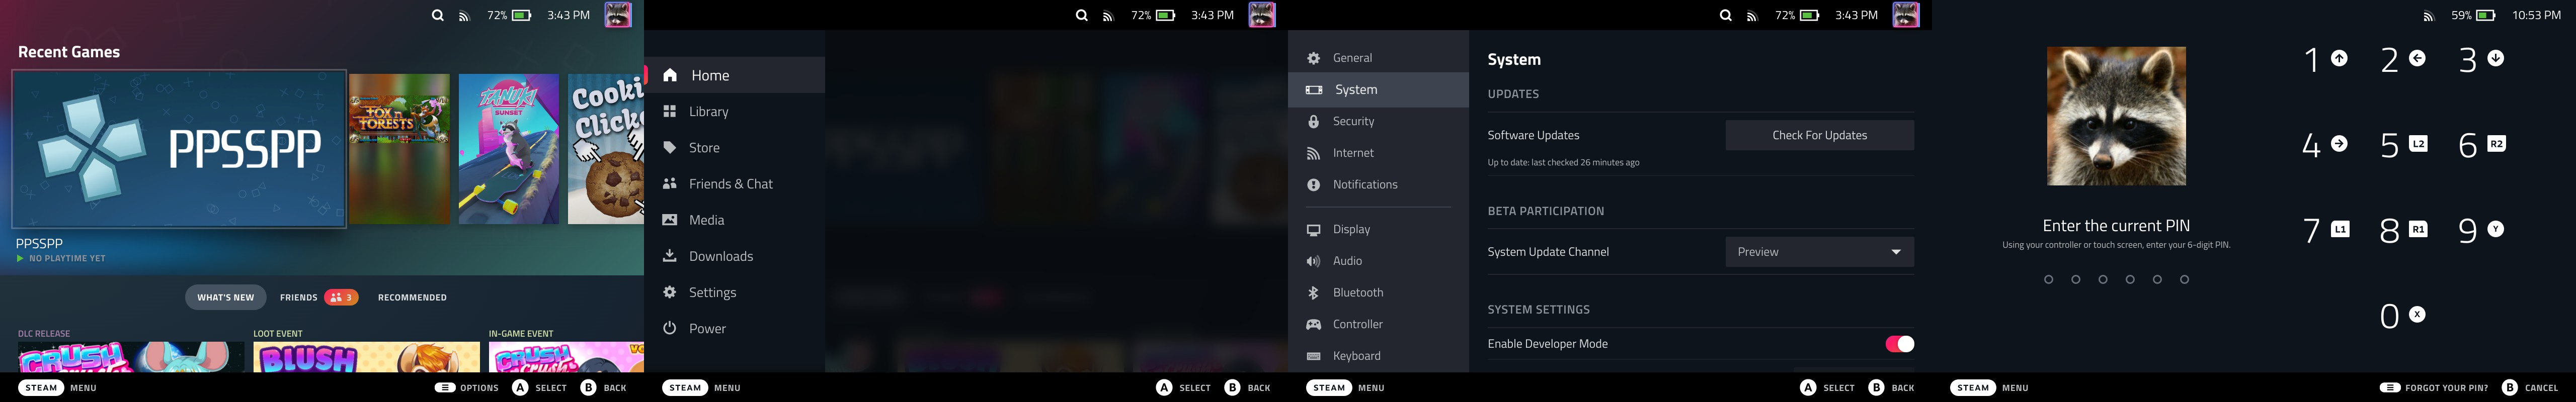 72% 3:43 PM
Recent Games
PPSSPP
FOX n FORESTS
TANUKI
SUNSET
Cooki
Click
PPSSPP
NO PLAYTIME YET
WHAT'S NEW FRIENDS 3 RECOMMENDED
DLC RELEASE LOOT EVENT IN-GAME EVENT
CRUSH BLUSH CRUSH
STEAM MENU OPTIONS A SELECT B BACK
72% 3:43 PM
Home
Library
Store
Friends & Chat
Media
Downloads
Settings
Power
STEAM MENU A SELECT B BACK
72% 3:43 PM
General
System
Security
Internet
Notifications
Display
Audio
Bluetooth
Controller
Keyboard
System
UPDATES
Software Updates Check For Updates
Up to date: last checked 26 minutes ago
BETA PARTICIPATION
System Update Channel Preview
SYSTEM SETTINGS
Enable Developer Mode
STEAM MENU A SELECT B BACK
59% 10:53 PM
Enter the current PIN
Using your controller or touch screen, enter your 6-digit PIN.
1 2 3
4 5 L2 6 R2
7 L1 8 R1 9 Y
0 X
STEAM MENU FORGOT YOUR PIN? B CANCEL